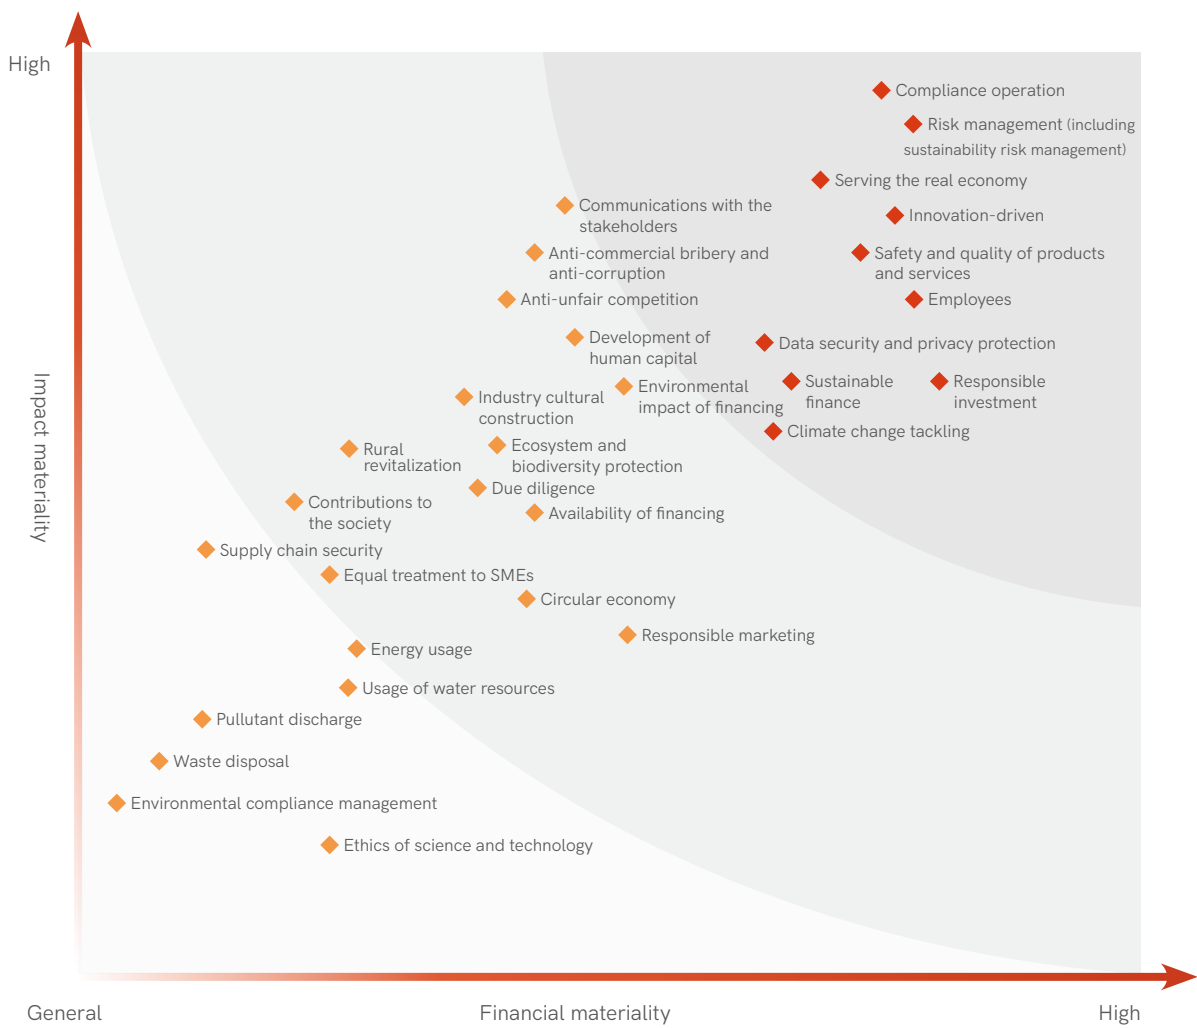 High
Compliance operation
Risk management (including
sustainability risk management)
Serving the real economy
Communications with the
stakeholders
Innovation-driven
Anti-commercial bribery and
anti-corruption
Safety and quality of products
and services
Anti-unfair competition
Employees
Development of
human capital
Data security and privacy protection
Environmental
impact of financing
Sustainable
finance
Responsible
investment
Industry cultural
construction
Climate change tackling
Rural
revitalization
Ecosystem and
biodiversity protection
Due diligence
Contributions to
the society
Availability of financing
Supply chain security
Equal treatment to SMEs
Circular economy
Responsible marketing
Energy usage
Usage of water resources
Pullutant discharge
Waste disposal
Environmental compliance management
Ethics of science and technology
Impact materiality
General
Financial materiality
High